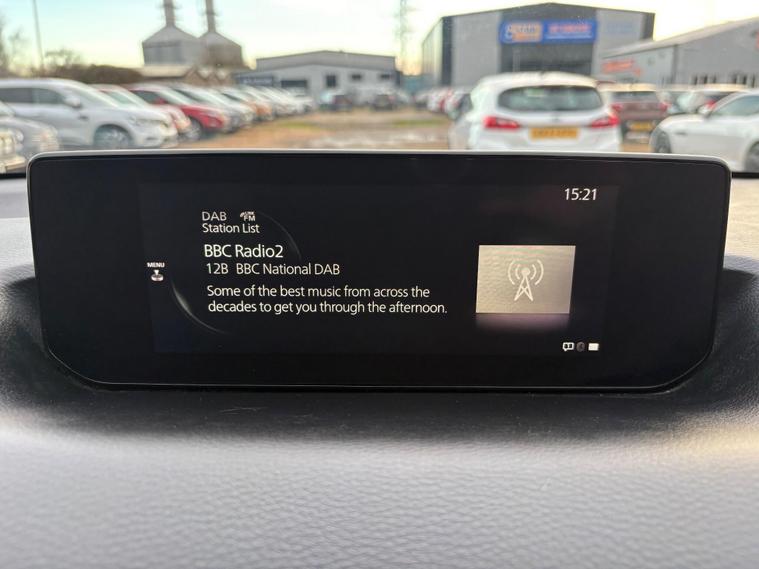 15:21
DAB LINK FM
Station List
BBC Radio2
MENU
12B BBC National DAB
Some of the best music from across the
decades to get you through the afternoon.